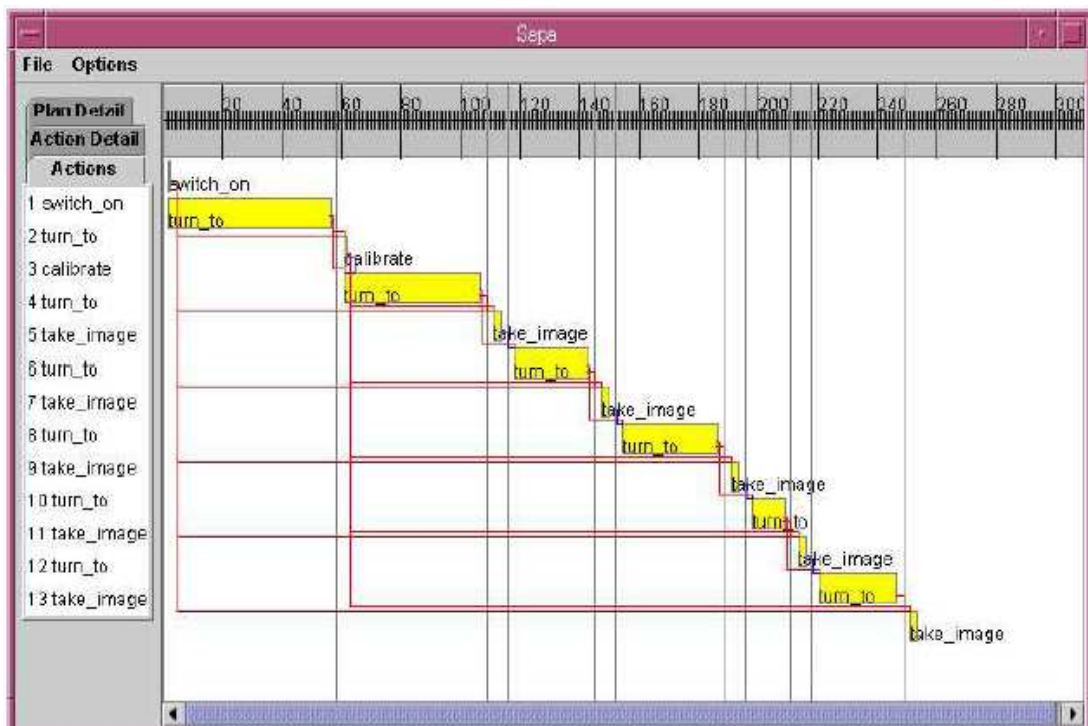 Sapa
File Options
20 40 60 80 100 120 140 160 180 200 220 240 260 280 300
Plan Detail
Action Detail
Actions
1 switch_on
2 turn_to
3 calibrate
4 turn_to
5 take_image
6 turn_to
7 take_image
8 turn_to
9 take_image
10 turn_to
11 take_image
12 turn_to
13 take_image
switch_on
turn_to
calibrate
turn_to
take_image
turn_to
take_image
turn_to
take_image
turn_to
take_image
turn_to
take_image